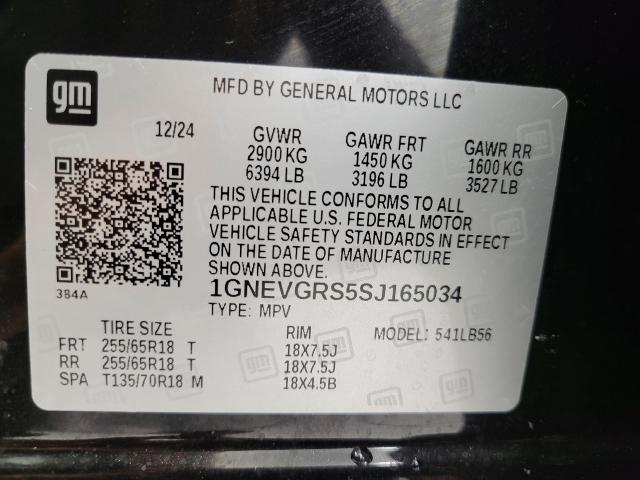 gm
MFD BY GENERAL MOTORS LLC
12/24
GVWR GAWR FRT GAWR RR
2900 KG 1450 KG 1600 KG
6394 LB 3196 LB 3527 LB
THIS VEHICLE CONFORMS TO ALL
APPLICABLE U.S. FEDERAL MOTOR
VEHICLE SAFETY STANDARDS IN EFFECT
ON THE DATE OF MANUFACTURE
SHOWN ABOVE.
384A
1GNEVGRS5SJ165034
TYPE: MPV
MODEL: 541LB56
TIRE SIZE RIM
FRT 255/65R18 T 18X7.5J
RR 255/65R18 T 18X7.5J
SPA T135/70R18 M 18X4.5B